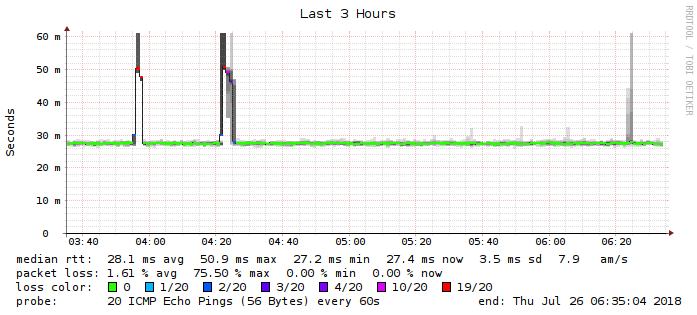 Last 3 Hours
RRDTOOL / TOBI OETIKER
Seconds
60 m
50 m
40 m
30 m
20 m
10 m
0
03:40 04:00 04:20 04:40 05:00 05:20 05:40 06:00 06:20
median rtt: 28.1 ms avg 50.9 ms max 27.2 ms min 27.4 ms now 3.5 ms sd 7.9 am/s
packet loss: 1.61 % avg 75.50 % max 0.00 % min 0.00 % now
loss color: 0 1/20 2/20 3/20 4/20 10/20 19/20
probe: 20 ICMP Echo Pings (56 Bytes) every 60s end: Thu Jul 26 06:35:04 2018